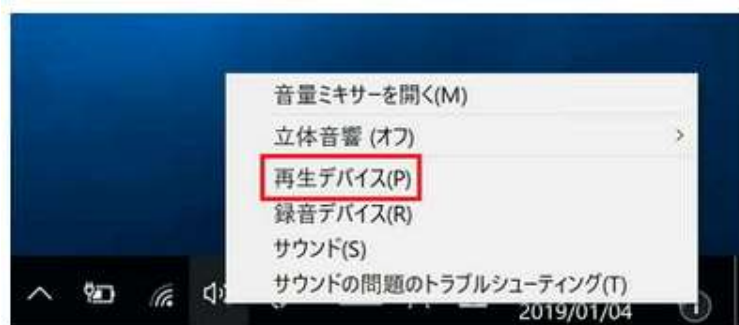 音量ミキサーを開く(M)
立体音響 (オフ)
再生デバイス(P)
録音デバイス(R)
サウンド(S)
サウンドの問題のトラブルシューティング(T)
2019/01/04